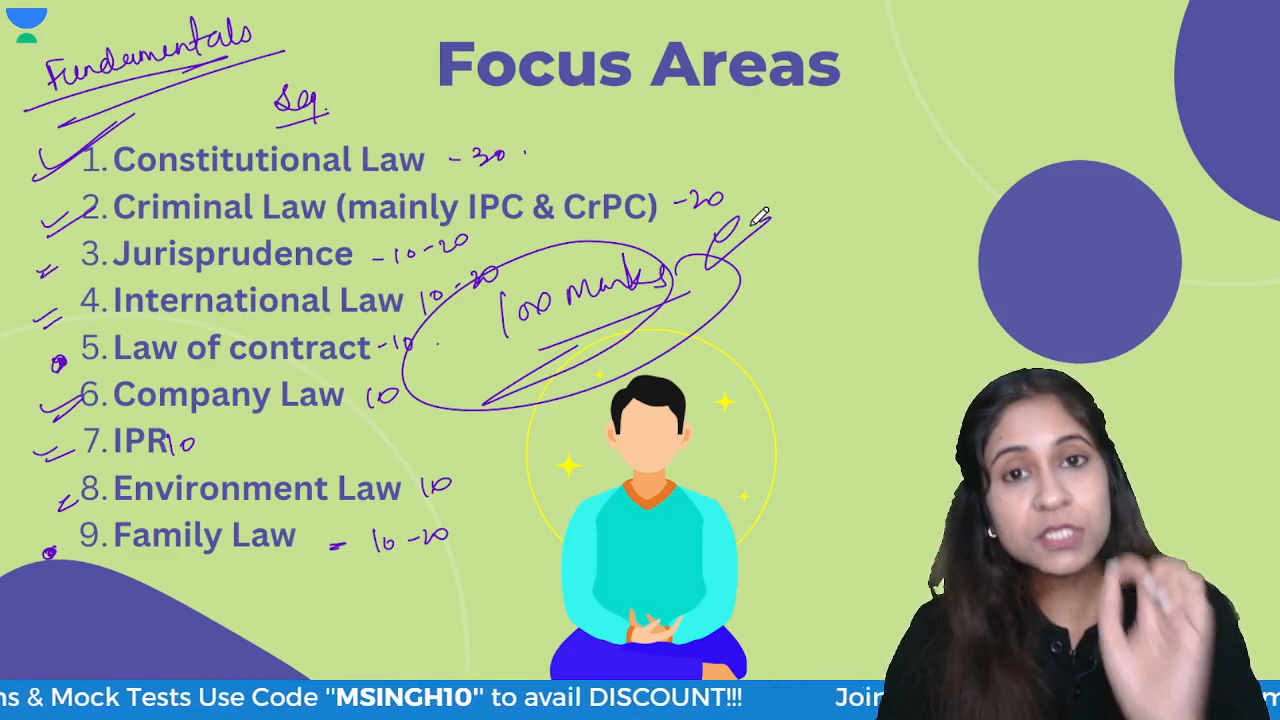 Fundamentals
Focus Areas
Seq.
1. Constitutional Law - 30
2. Criminal Law (mainly IPC & CrPC) - 20
3. Jurisprudence - 10-20
4. International Law 10-20
100 marks
5. Law of contract - 10
6. Company Law 10
7. IPR 10
8. Environment Law 10
9. Family Law = 10-20
ns & Mock Tests Use Code "MSINGH10" to avail DISCOUNT!!! Join